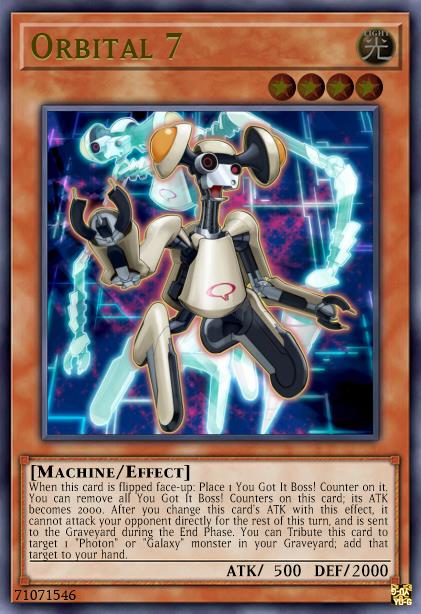 ORBITAL 7
LIGHT
光
[MACHINE/EFFECT]
When this card is flipped face-up: Place 1 You Got It Boss! Counter on it.
You can remove all You Got It Boss! Counters on this card; its ATK
becomes 2000. After you change this card's ATK with this effect, it
cannot attack your opponent directly for the rest of this turn, and is sent
to the Graveyard during the End Phase. You can Tribute this card to
target 1 "Photon" or "Galaxy" monster in your Graveyard; add that
target to your hand.
ATK/ 500 DEF/2000
71071546